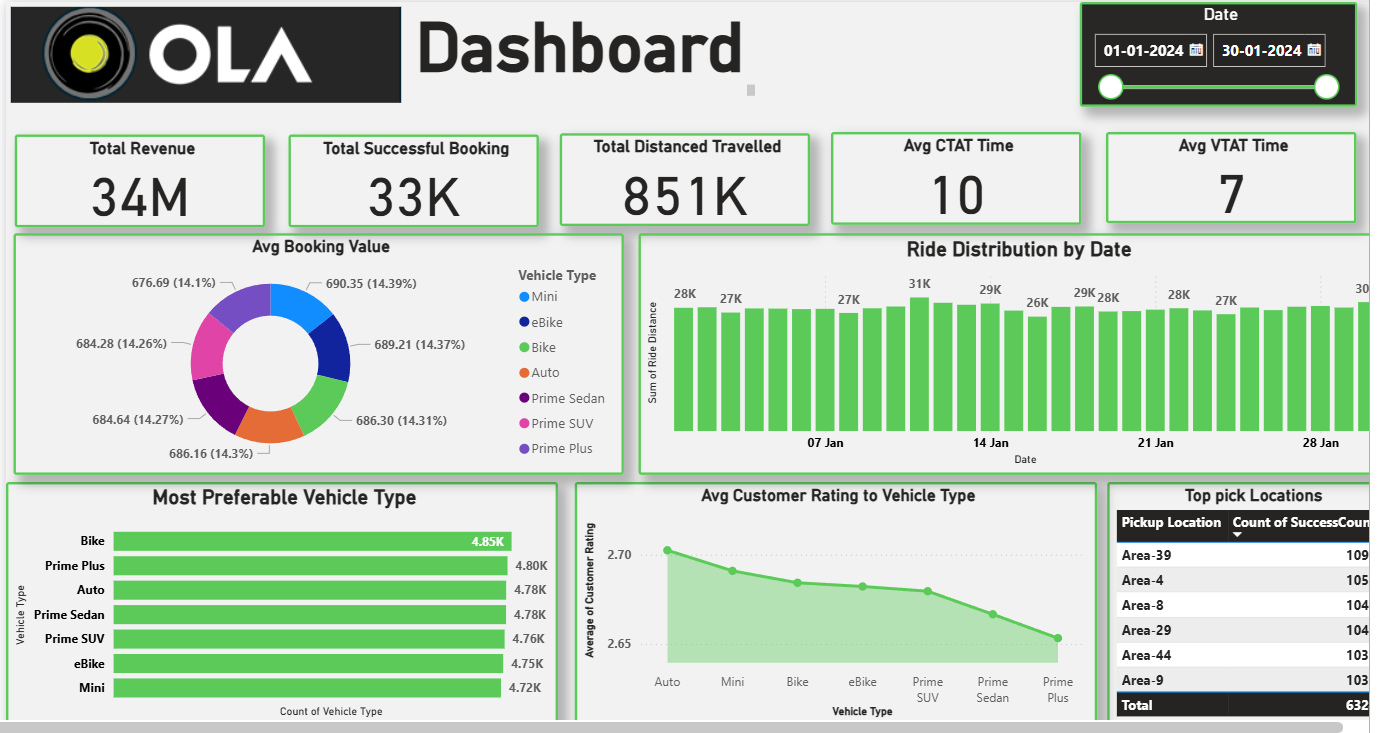 OLA
Dashboard
Date
01-01-2024
30-01-2024
Total Revenue
34M
Total Successful Booking
33K
Total Distanced Travelled
851K
Avg CTAT Time
10
Avg VTAT Time
7
Avg Booking Value
676.69 (14.1%)
690.35 (14.39%)
684.28 (14.26%)
689.21 (14.37%)
684.64 (14.27%)
686.30 (14.31%)
686.16 (14.3%)
Vehicle Type
Mini
eBike
Bike
Auto
Prime Sedan
Prime SUV
Prime Plus
Ride Distribution by Date
Sum of Ride Distance
28K
27K
27K
31K
29K
26K
29K
28K
28K
27K
30
07 Jan
14 Jan
21 Jan
28 Jan
Date
Most Preferable Vehicle Type
Vehicle Type
Bike 4.85K
Prime Plus 4.80K
Auto 4.78K
Prime Sedan 4.78K
Prime SUV 4.76K
eBike 4.75K
Mini 4.72K
Count of Vehicle Type
Avg Customer Rating to Vehicle Type
Average of Customer Rating
2.70
2.65
Auto
Mini
Bike
eBike
Prime
SUV
Prime
Sedan
Prime
Plus
Vehicle Type
Top pick Locations
Pickup Location Count of SuccessCoun
Area-39 109
Area-4 105
Area-8 104
Area-29 104
Area-44 103
Area-9 103
Total 632